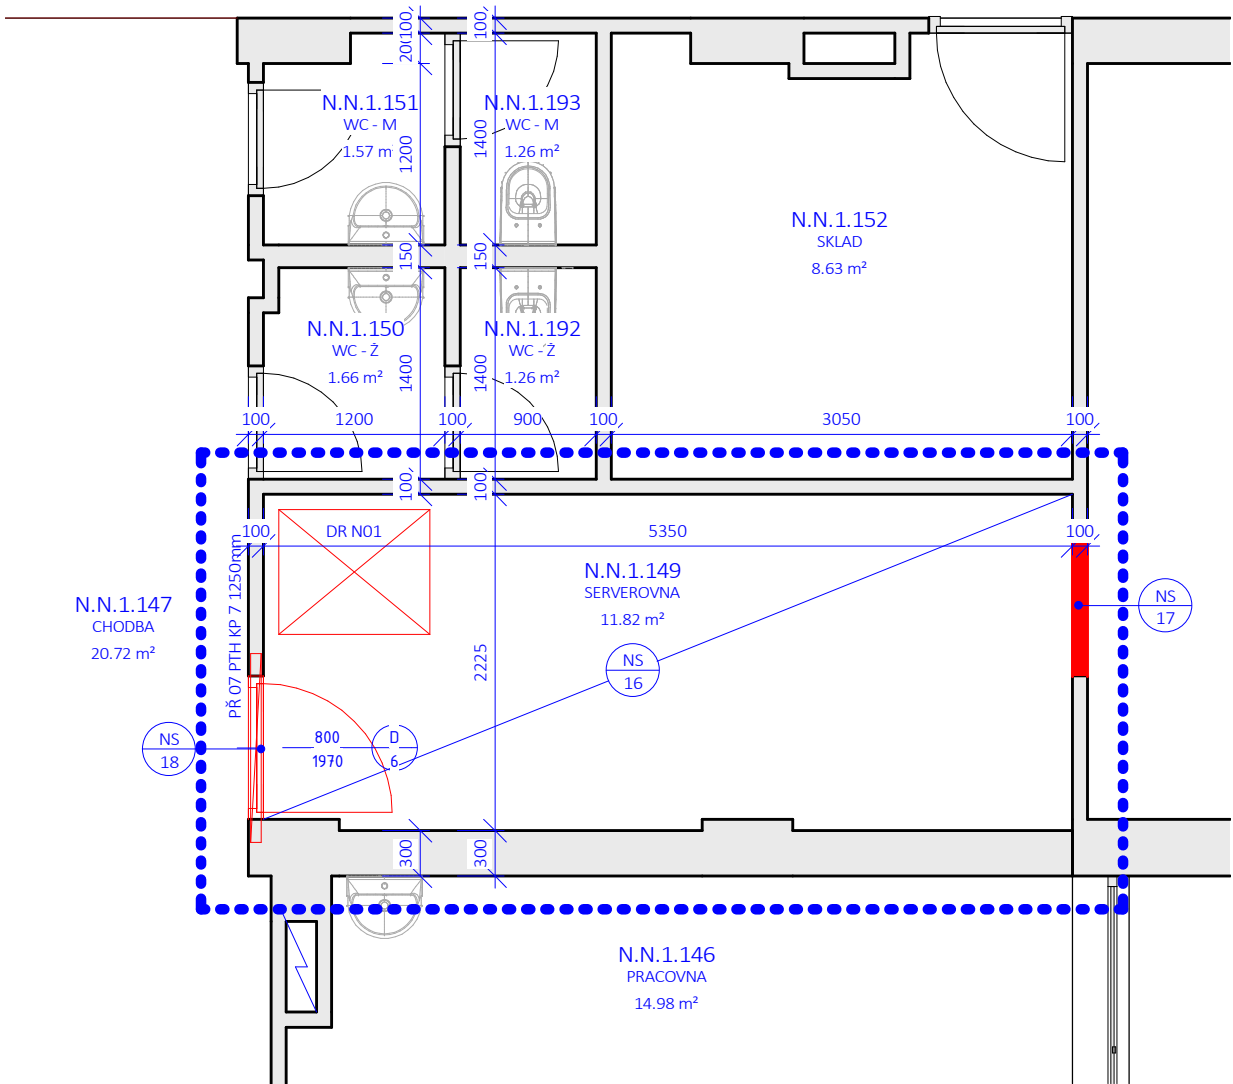 100
100
200
N.N.1.151
WC - M
1.57 m
1200
N.N.1.193
WC - M
1.26 m²
1400
N.N.1.152
SKLAD
8.63 m²
150
150
N.N.1.150
WC - Ž
1.66 m²
1400
N.N.1.192
WC - Ž
1.26 m²
1400
100
1200
100
900
100
3050
100
100
100
100
DR N01
5350
100
N.N.1.149
SERVEROVNA
11.82 m²
N.N.1.147
CHODBA
20.72 m²
PŘ 07 PTH KP 7 1250mm
NS
17
NS
16
2225
NS
18
800
1970
D
6
300
300
N.N.1.146
PRACOVNA
14.98 m²